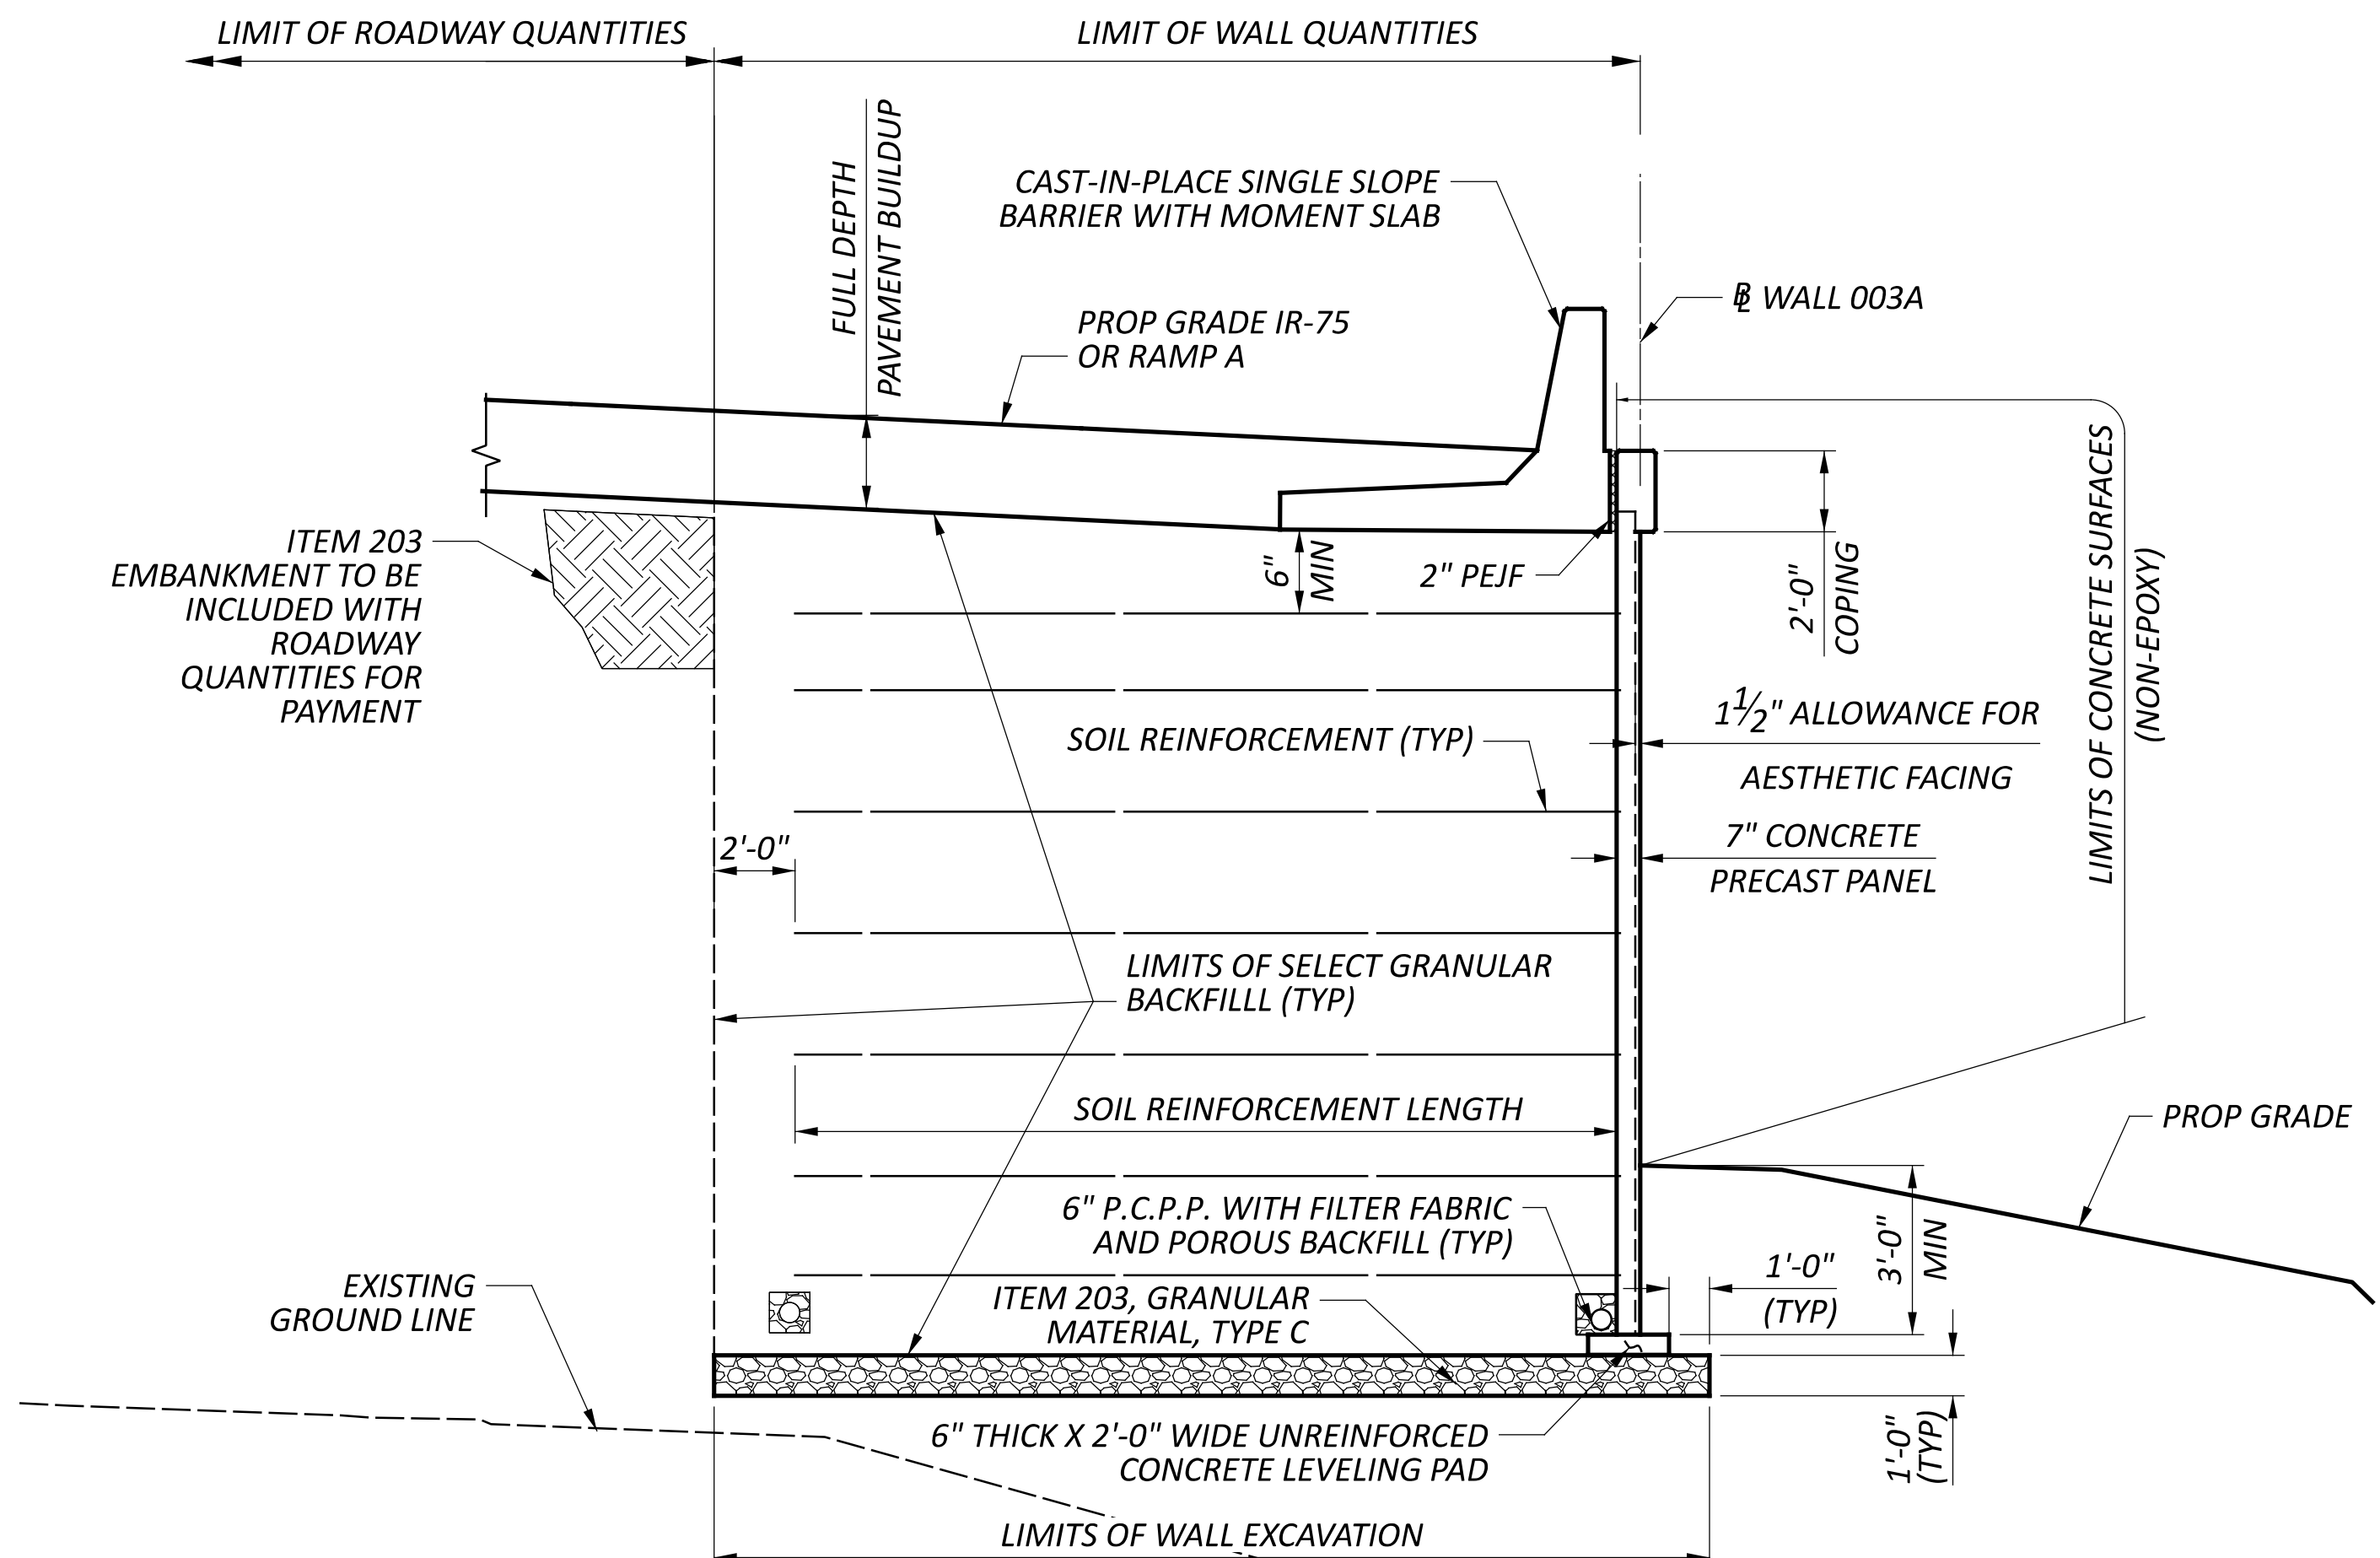 LIMIT OF ROADWAY QUANTITIES
LIMIT OF WALL QUANTITIES
FULL DEPTH
PAVEMENT BUILDUP
CAST-IN-PLACE SINGLE SLOPE
BARRIER WITH MOMENT SLAB
PROP GRADE IR-75
OR RAMP A
BL WALL 003A
ITEM 203
EMBANKMENT TO BE
INCLUDED WITH
ROADWAY
QUANTITIES FOR
PAYMENT
6"
MIN
2" PEJF
2'-0"
COPING
LIMITS OF CONCRETE SURFACES
(NON-EPOXY)
1 1/2" ALLOWANCE FOR
AESTHETIC FACING
SOIL REINFORCEMENT (TYP)
2'-0"
7" CONCRETE
PRECAST PANEL
LIMITS OF SELECT GRANULAR
BACKFILLL (TYP)
SOIL REINFORCEMENT LENGTH
PROP GRADE
6" P.C.P.P. WITH FILTER FABRIC
AND POROUS BACKFILL (TYP)
3'-0"
MIN
1'-0"
(TYP)
EXISTING
GROUND LINE
ITEM 203, GRANULAR
MATERIAL, TYPE C
6" THICK X 2'-0" WIDE UNREINFORCED
CONCRETE LEVELING PAD
1'-0"
(TYP)
LIMITS OF WALL EXCAVATION